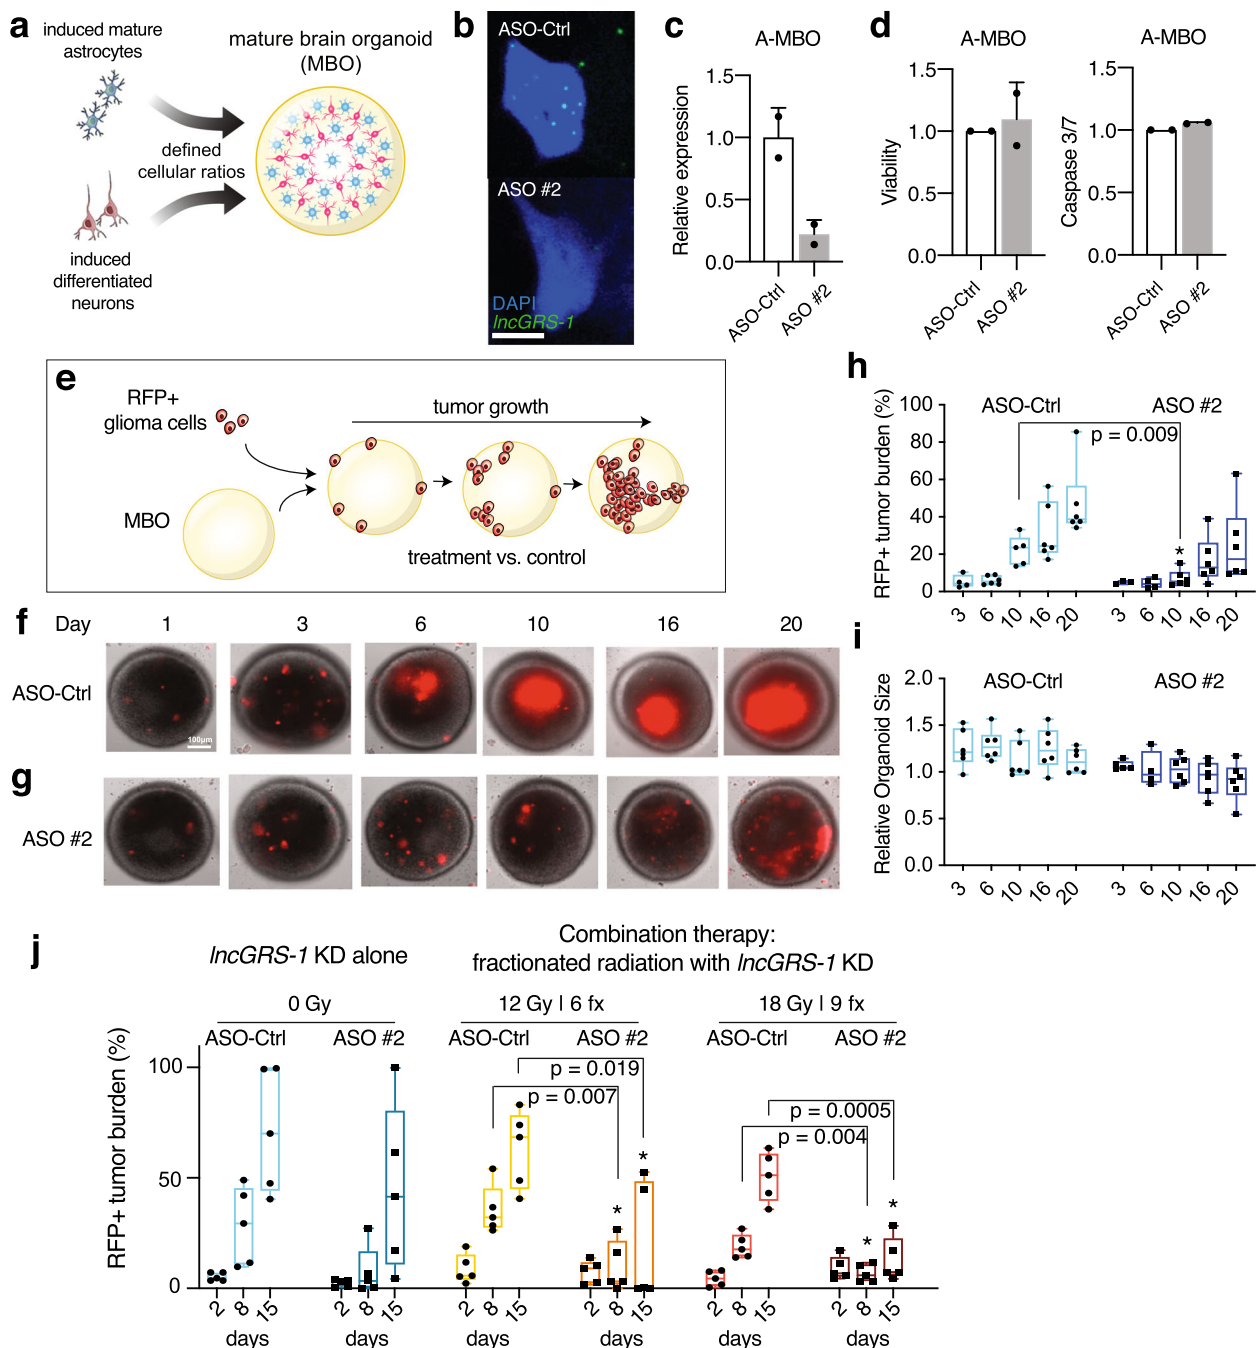 a
induced mature
astrocytes
mature brain organoid
(MBO)
defined
cellular ratios
induced
differentiated
neurons
b
ASO-Ctrl
ASO #2
DAPI
lncGRS-1
c
A-MBO
Relative expression
1.5
1.0
0.5
0.0
ASO-Ctrl
ASO #2
d
A-MBO
Viability
1.5
1.0
0.5
0.0
ASO-Ctrl
ASO #2
A-MBO
Caspase 3/7
1.5
1.0
0.5
0.0
ASO-Ctrl
ASO #2
e
RFP+
glioma cells
MBO
tumor growth
treatment vs. control
f
Day 1 3 6 10 16 20
ASO-Ctrl
100µm
g
ASO #2
h
RFP+ tumor burden (%)
100
80
60
40
20
0
ASO-Ctrl ASO #2
p = 0.009
*
3 6 10 16 20 3 6 10 16 20
i
Relative Organoid Size
2.0
1.5
1.0
0.5
0.0
ASO-Ctrl ASO #2
3 6 10 16 20 3 6 10 16 20
j
lncGRS-1 KD alone
Combination therapy:
fractionated radiation with lncGRS-1 KD
0 Gy 12 Gy | 6 fx 18 Gy | 9 fx
ASO-Ctrl ASO #2 ASO-Ctrl ASO #2 ASO-Ctrl ASO #2
RFP+ tumor burden (%)
100
50
0
p = 0.019
p = 0.007
* *
p = 0.0005
p = 0.004
* *
2 8 15 2 8 15 2 8 15 2 8 15 2 8 15 2 8 15
days days days days days days